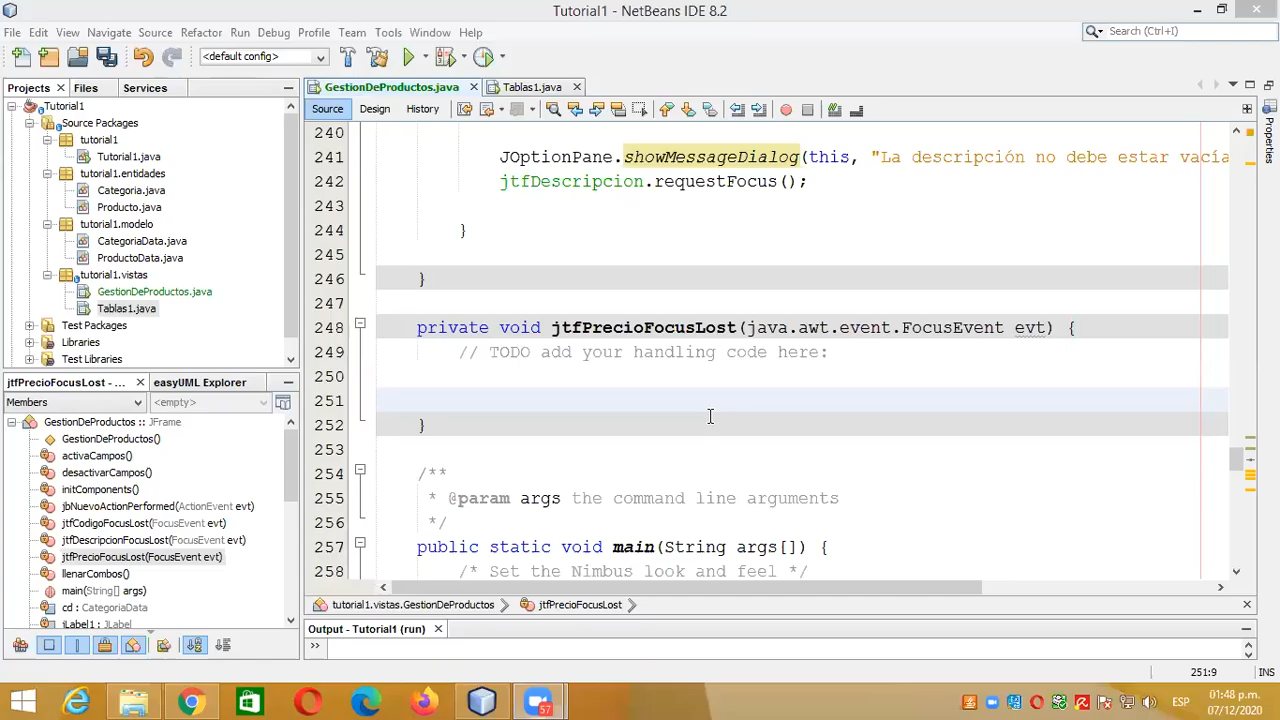 Tutorial1 - NetBeans IDE 8.2
File Edit View Navigate Source Refactor Run Debug Profile Team Tools Window Help
Search (Ctrl+I)
<default config>
Projects Files Services
GestionDeProductos.java Tablas1.java
Source Design History
Properties
Tutorial1
Source Packages
tutorial1
Tutorial1.java
tutorial1.entidades
Categoria.java
Producto.java
tutorial1.modelo
CategoriaData.java
ProductoData.java
tutorial1.vistas
GestionDeProductos.java
Tablas1.java
Test Packages
Libraries
Test Libraries
jtfPrecioFocusLost - ... easyUML Explorer
Members <empty>
GestionDeProductos :: JFrame
GestionDeProductos()
activaCampos()
desactivarCampos()
initComponents()
jbNuevoActionPerformed(ActionEvent evt)
jtfCodigoFocusLost(FocusEvent evt)
jtfDescripcionFocusLost(FocusEvent evt)
jtfPrecioFocusLost(FocusEvent evt)
llenarCombos()
main(String[] args)
cd : CategoriaData
jLabel1 : JLabel
240
241 JOptionPane.showMessageDialog(this, "La descripción no debe estar vacía
242 jtfDescripcion.requestFocus();
243
244 }
245
246 }
247
248 private void jtfPrecioFocusLost(java.awt.event.FocusEvent evt) {
249 // TODO add your handling code here:
250
251
252 }
253
254 /**
255 * @param args the command line arguments
256 */
257 public static void main(String args[]) {
258 /* Set the Nimbus look and feel */
tutorial1.vistas.GestionDeProductos jtfPrecioFocusLost
Output - Tutorial1 (run)
>>
251:9 INS
57
ESP
01:48 p.m.
07/12/2020